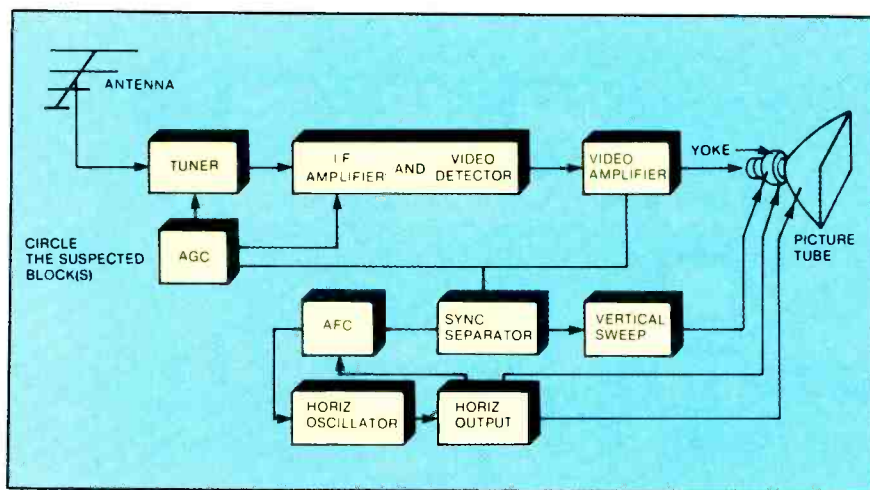 ANTENNA
TUNER
I.F. AMPLIFIER AND VIDEO DETECTOR
VIDEO
AMPLIFIER
YOKE
PICTURE
TUBE
CIRCLE
THE SUSPECTED
BLOCK(S)
AGC
AFC
SYNC
SEPARATOR
VERTICAL
SWEEP
HORIZ
OSCILLATOR
HORIZ
OUTPUT